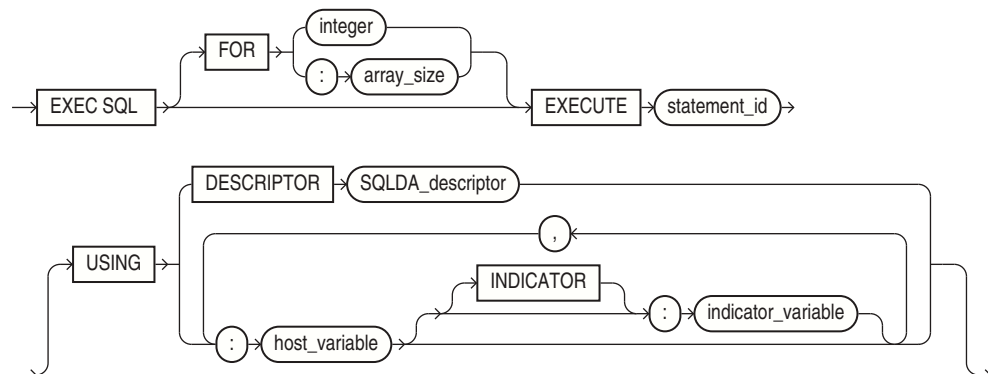 integer
FOR
: array_size
EXEC SQL EXECUTE statement_id
DESCRIPTOR SQLDA_descriptor
,
USING INDICATOR
: indicator_variable
: host_variable